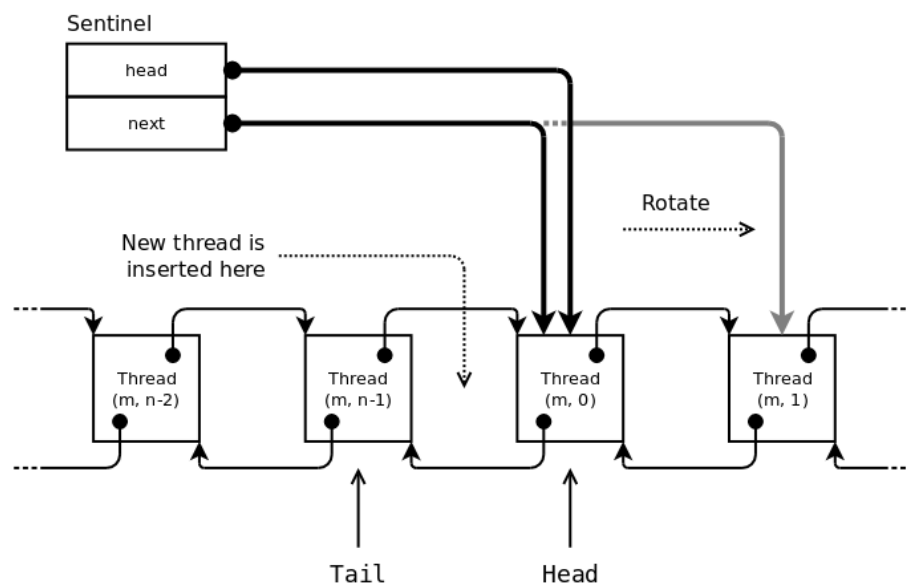 Sentinel
head
next
Rotate
New thread is
inserted here
Thread
(m, n-2)
Thread
(m, n-1)
Thread
(m, 0)
Thread
(m, 1)
Tail
Head